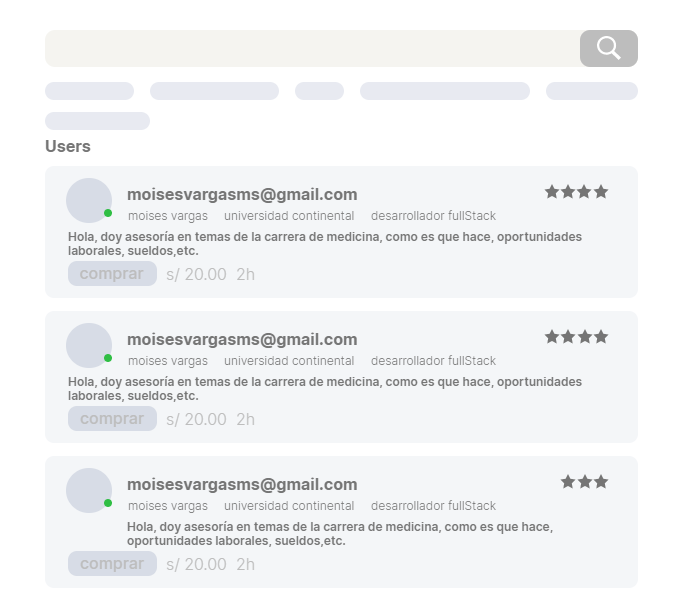 Users
moisesvargasms@gmail.com
moises vargas universidad continental desarrollador fullStack
Hola, doy asesoría en temas de la carrera de medicina, como es que hace, oportunidades
laborales, sueldos,etc.
comprar s/ 20.00 2h
moisesvargasms@gmail.com
moises vargas universidad continental desarrollador fullStack
Hola, doy asesoría en temas de la carrera de medicina, como es que hace, oportunidades
laborales, sueldos,etc.
comprar s/ 20.00 2h
moisesvargasms@gmail.com
moises vargas universidad continental desarrollador fullStack
Hola, doy asesoría en temas de la carrera de medicina, como es que hace,
oportunidades laborales, sueldos,etc.
comprar s/ 20.00 2h